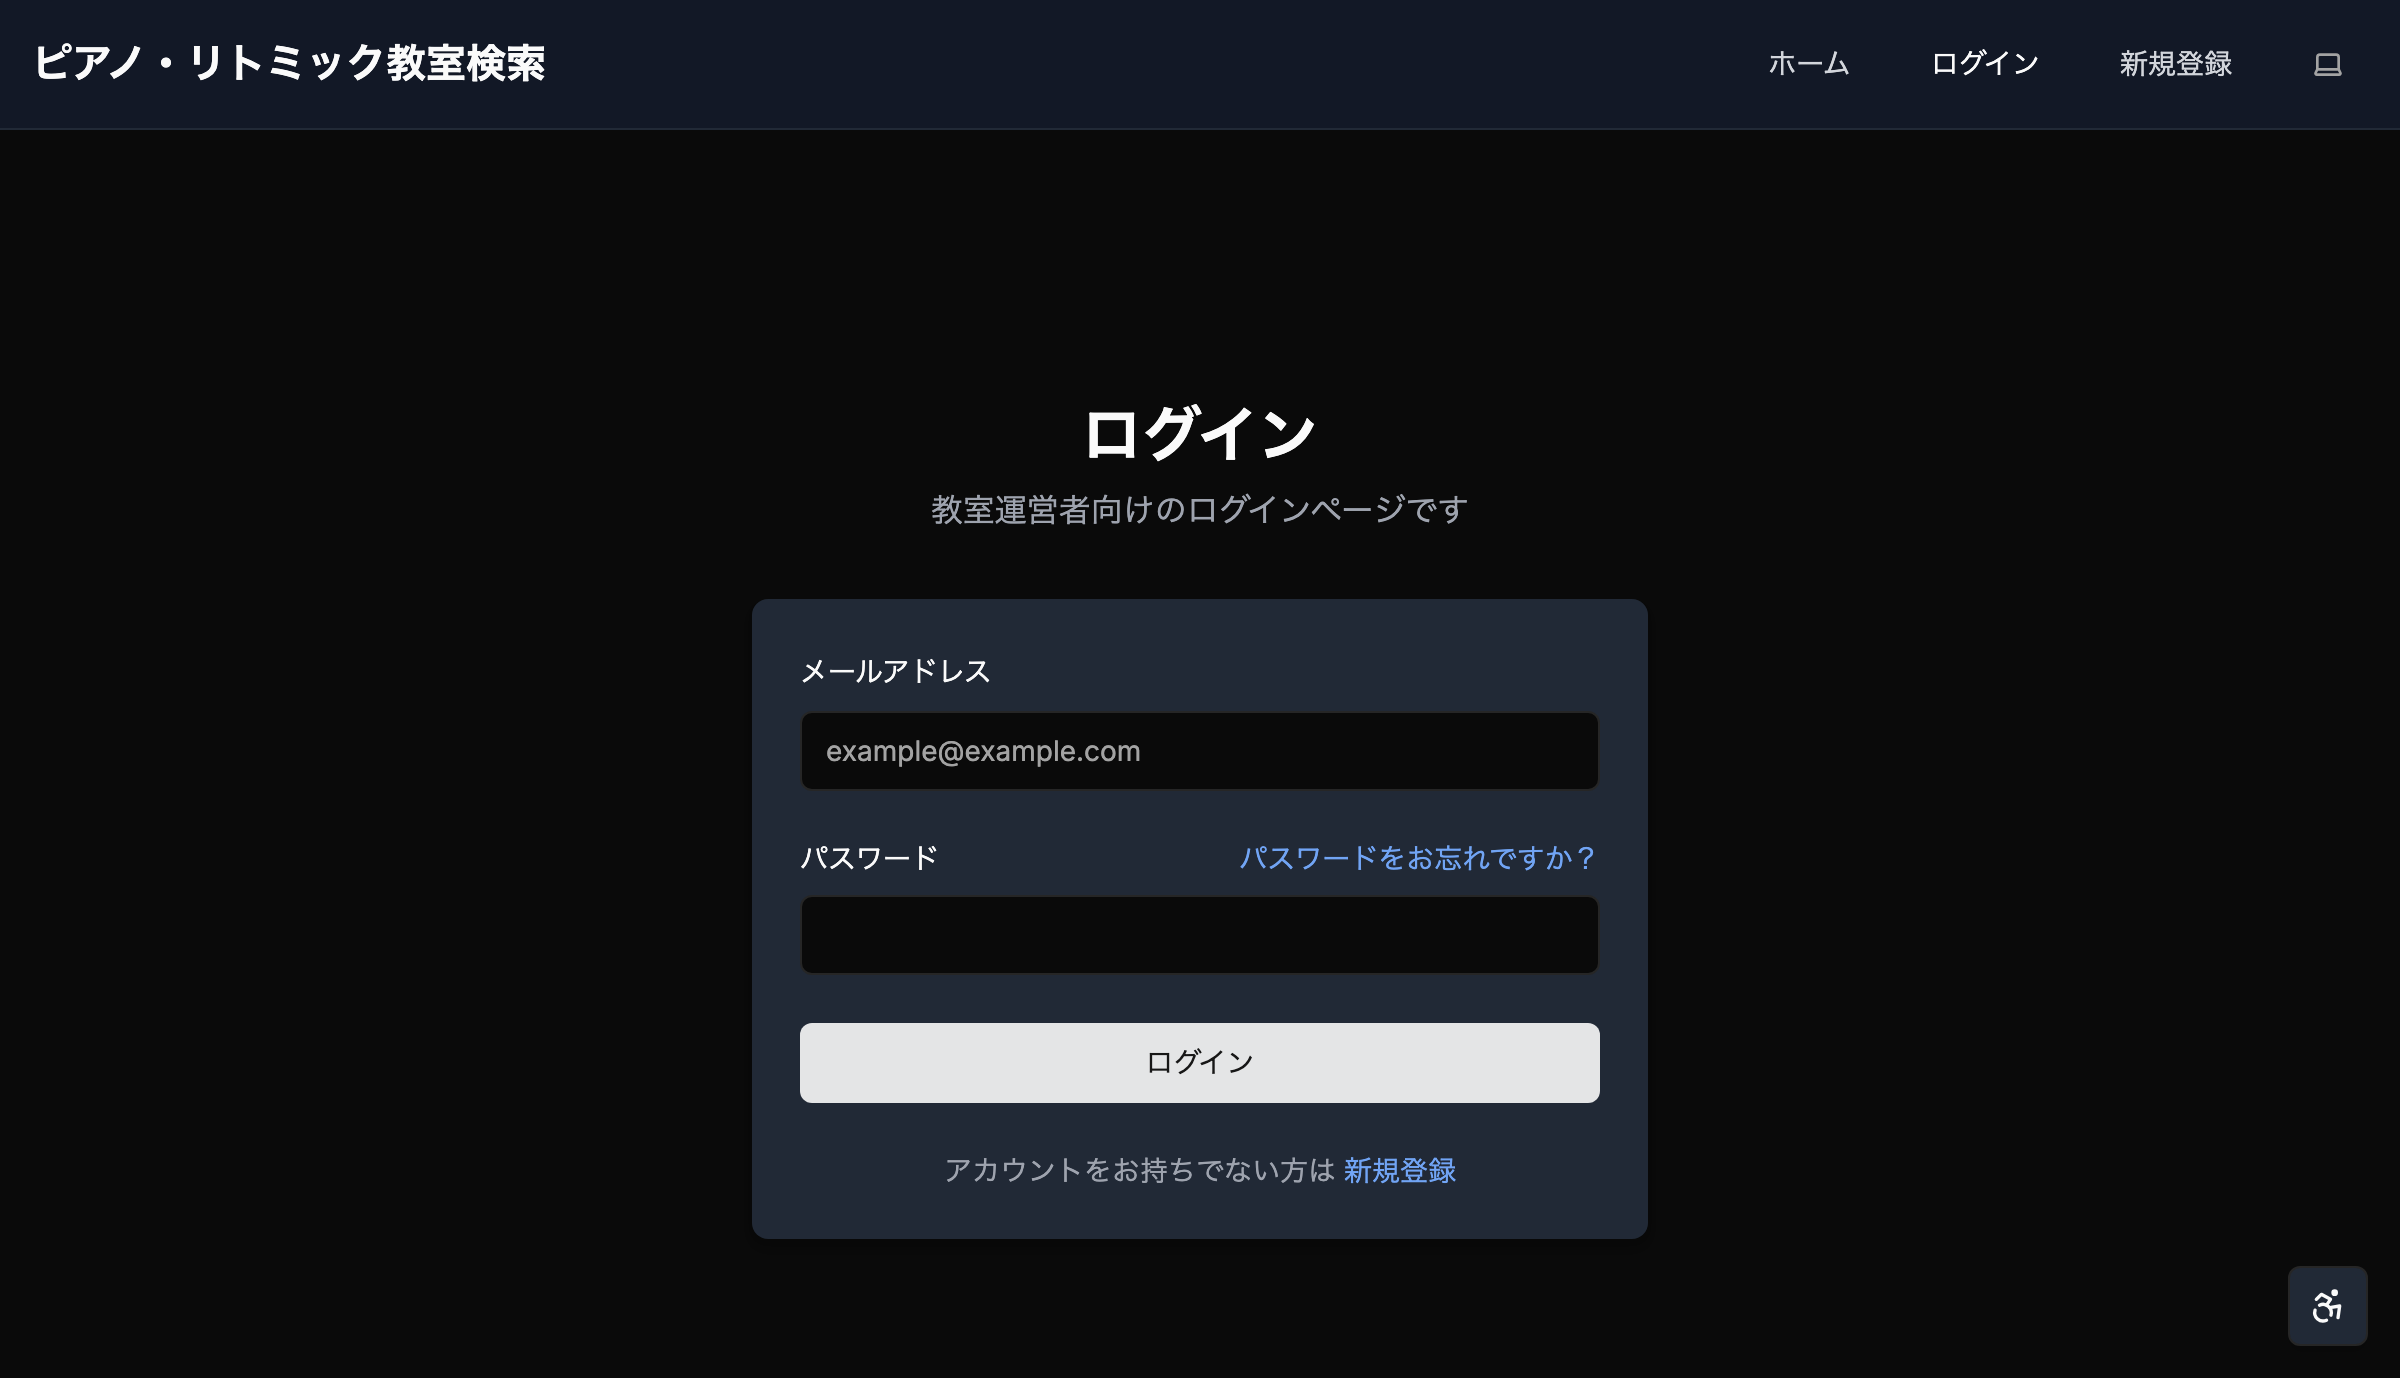 ピアノ・リトミック教室検索
ホーム ログイン 新規登録
ログイン
教室運営者向けのログインページです
メールアドレス
example@example.com
パスワード パスワードをお忘れですか？
ログイン
アカウントをお持ちでない方は 新規登録